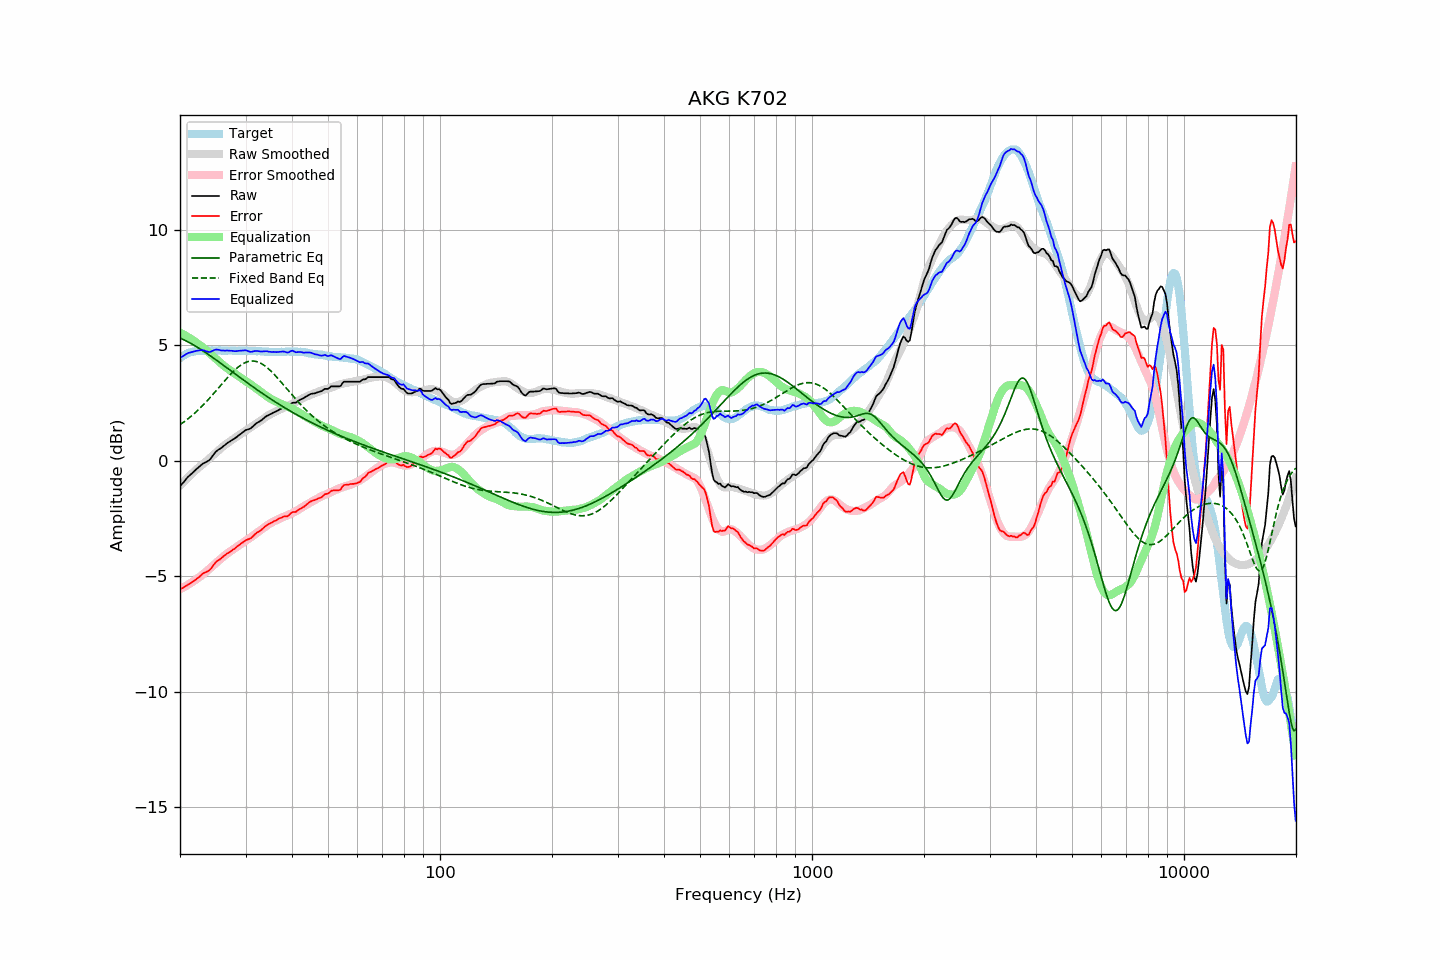 AKG K702
Target
Raw Smoothed
Error Smoothed
Raw
Error
Equalization
Parametric Eq
Fixed Band Eq
Equalized
10
5
0
−5
−10
−15
Amplitude (dBr)
100 1000 10000
Frequency (Hz)